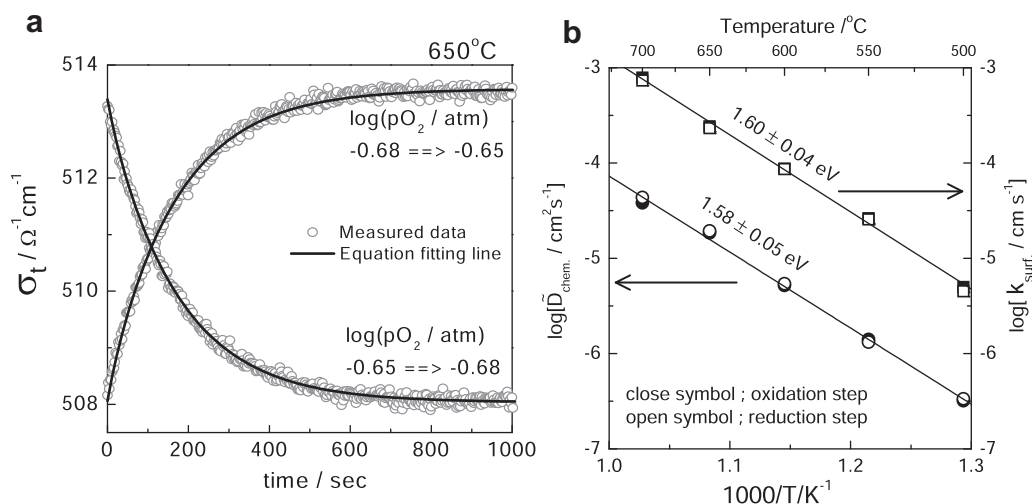 a
650°C
514
512
510
508
σt / Ω-1cm-1
log(pO2 / atm)
-0.68 ==> -0.65
Measured data
Equation fitting line
log(pO2 / atm)
-0.65 ==> -0.68
0 200 400 600 800 1000
time / sec
b
Temperature /°C
700 650 600 550 500
-3
-4
-5
-6
-7
log[D̃chem. / cm2s-1]
1.60 ± 0.04 eV
1.58 ± 0.05 eV
close symbol ; oxidation step
open symbol ; reduction step
-3
-4
-5
-6
-7
log[ ksurf. / cm s-1]
1.0 1.1 1.2 1.3
1000/T/K-1